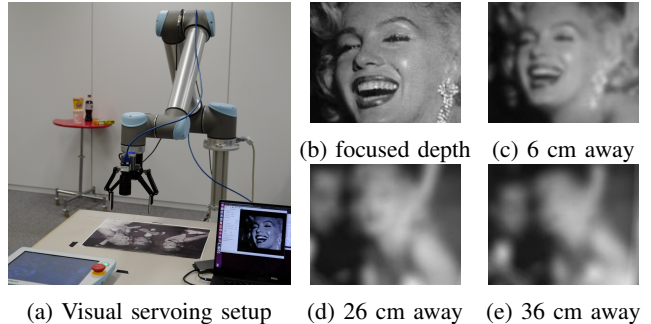 (b) focused depth
(c) 6 cm away
(a) Visual servoing setup
(d) 26 cm away
(e) 36 cm away